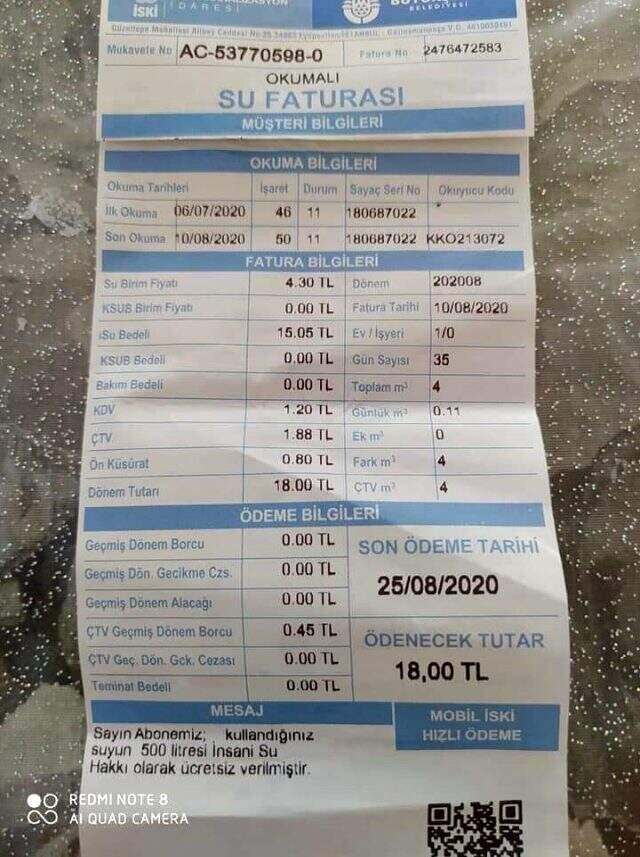 İSKİ
İDARESİ
BELEDİYESİ
Mukavele No AC-53770598-0 Fatura No 2476472583
OKUMALI
SU FATURASI
MÜŞTERİ BİLGİLERİ
OKUMA BİLGİLERİ
Okuma Tarihleri İşaret Durum Sayaç Seri No Okuyucu Kodu
İlk Okuma 06/07/2020 46 11 180687022
Son Okuma 10/08/2020 50 11 180687022 KKO213072
FATURA BİLGİLERİ
Su Birim Fiyatı 4.30 TL Dönem 202008
KSUB Birim Fiyatı 0.00 TL Fatura Tarihi 10/08/2020
iSu Bedeli 15.05 TL Ev / İşyeri 1/0
KSUB Bedeli 0.00 TL Gün Sayısı 35
Bakım Bedeli 0.00 TL Toplam m³ 4
KDV 1.20 TL Günlük m³ 0.11
ÇTV 1.88 TL Ek m³ 0
Ön Küsürat 0.80 TL Fark m³ 4
Dönem Tutarı 18.00 TL ÇTV m³ 4
ÖDEME BİLGİLERİ
Geçmiş Dönem Borcu 0.00 TL SON ÖDEME TARİHİ
Geçmiş Dön. Gecikme Czs. 0.00 TL 25/08/2020
Geçmiş Dönem Alacağı 0.00 TL
ÇTV Geçmiş Dönem Borcu 0.45 TL ÖDENECEK TUTAR
ÇTV Geç. Dön. Gck. Cezası 0.00 TL 18,00 TL
Teminat Bedeli 0.00 TL
MESAJ MOBIL İSKİ
HIZLI ÖDEME
Sayın Abonemiz; kullandığınız
suyun 500 litresi İnsani Su
Hakkı olarak ücretsiz verilmiştir.
REDMI NOTE 8
AI QUAD CAMERA